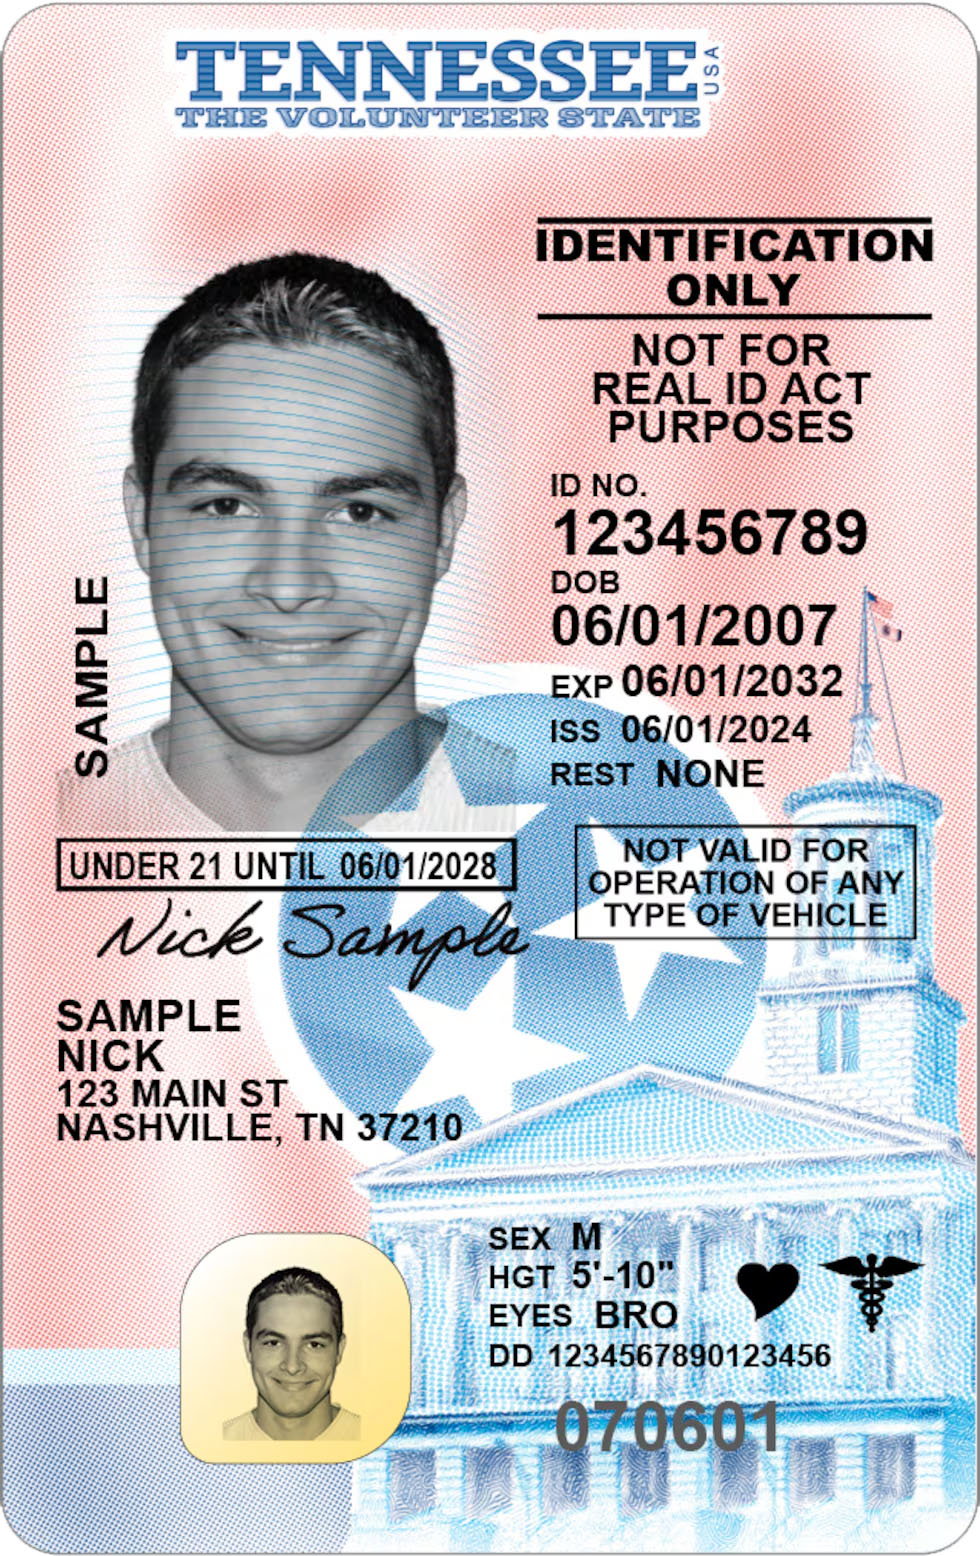 TENNESSEE USA
THE VOLUNTEER STATE
IDENTIFICATION
ONLY
NOT FOR
REAL ID ACT
PURPOSES
ID NO.
123456789
DOB
06/01/2007
EXP 06/01/2032
ISS 06/01/2024
REST NONE
SAMPLE
UNDER 21 UNTIL 06/01/2028
NOT VALID FOR
OPERATION OF ANY
TYPE OF VEHICLE
Nick Sample
SAMPLE
NICK
123 MAIN ST
NASHVILLE, TN 37210
SEX M
HGT 5'-10"
EYES BRO
DD 1234567890123456
070601